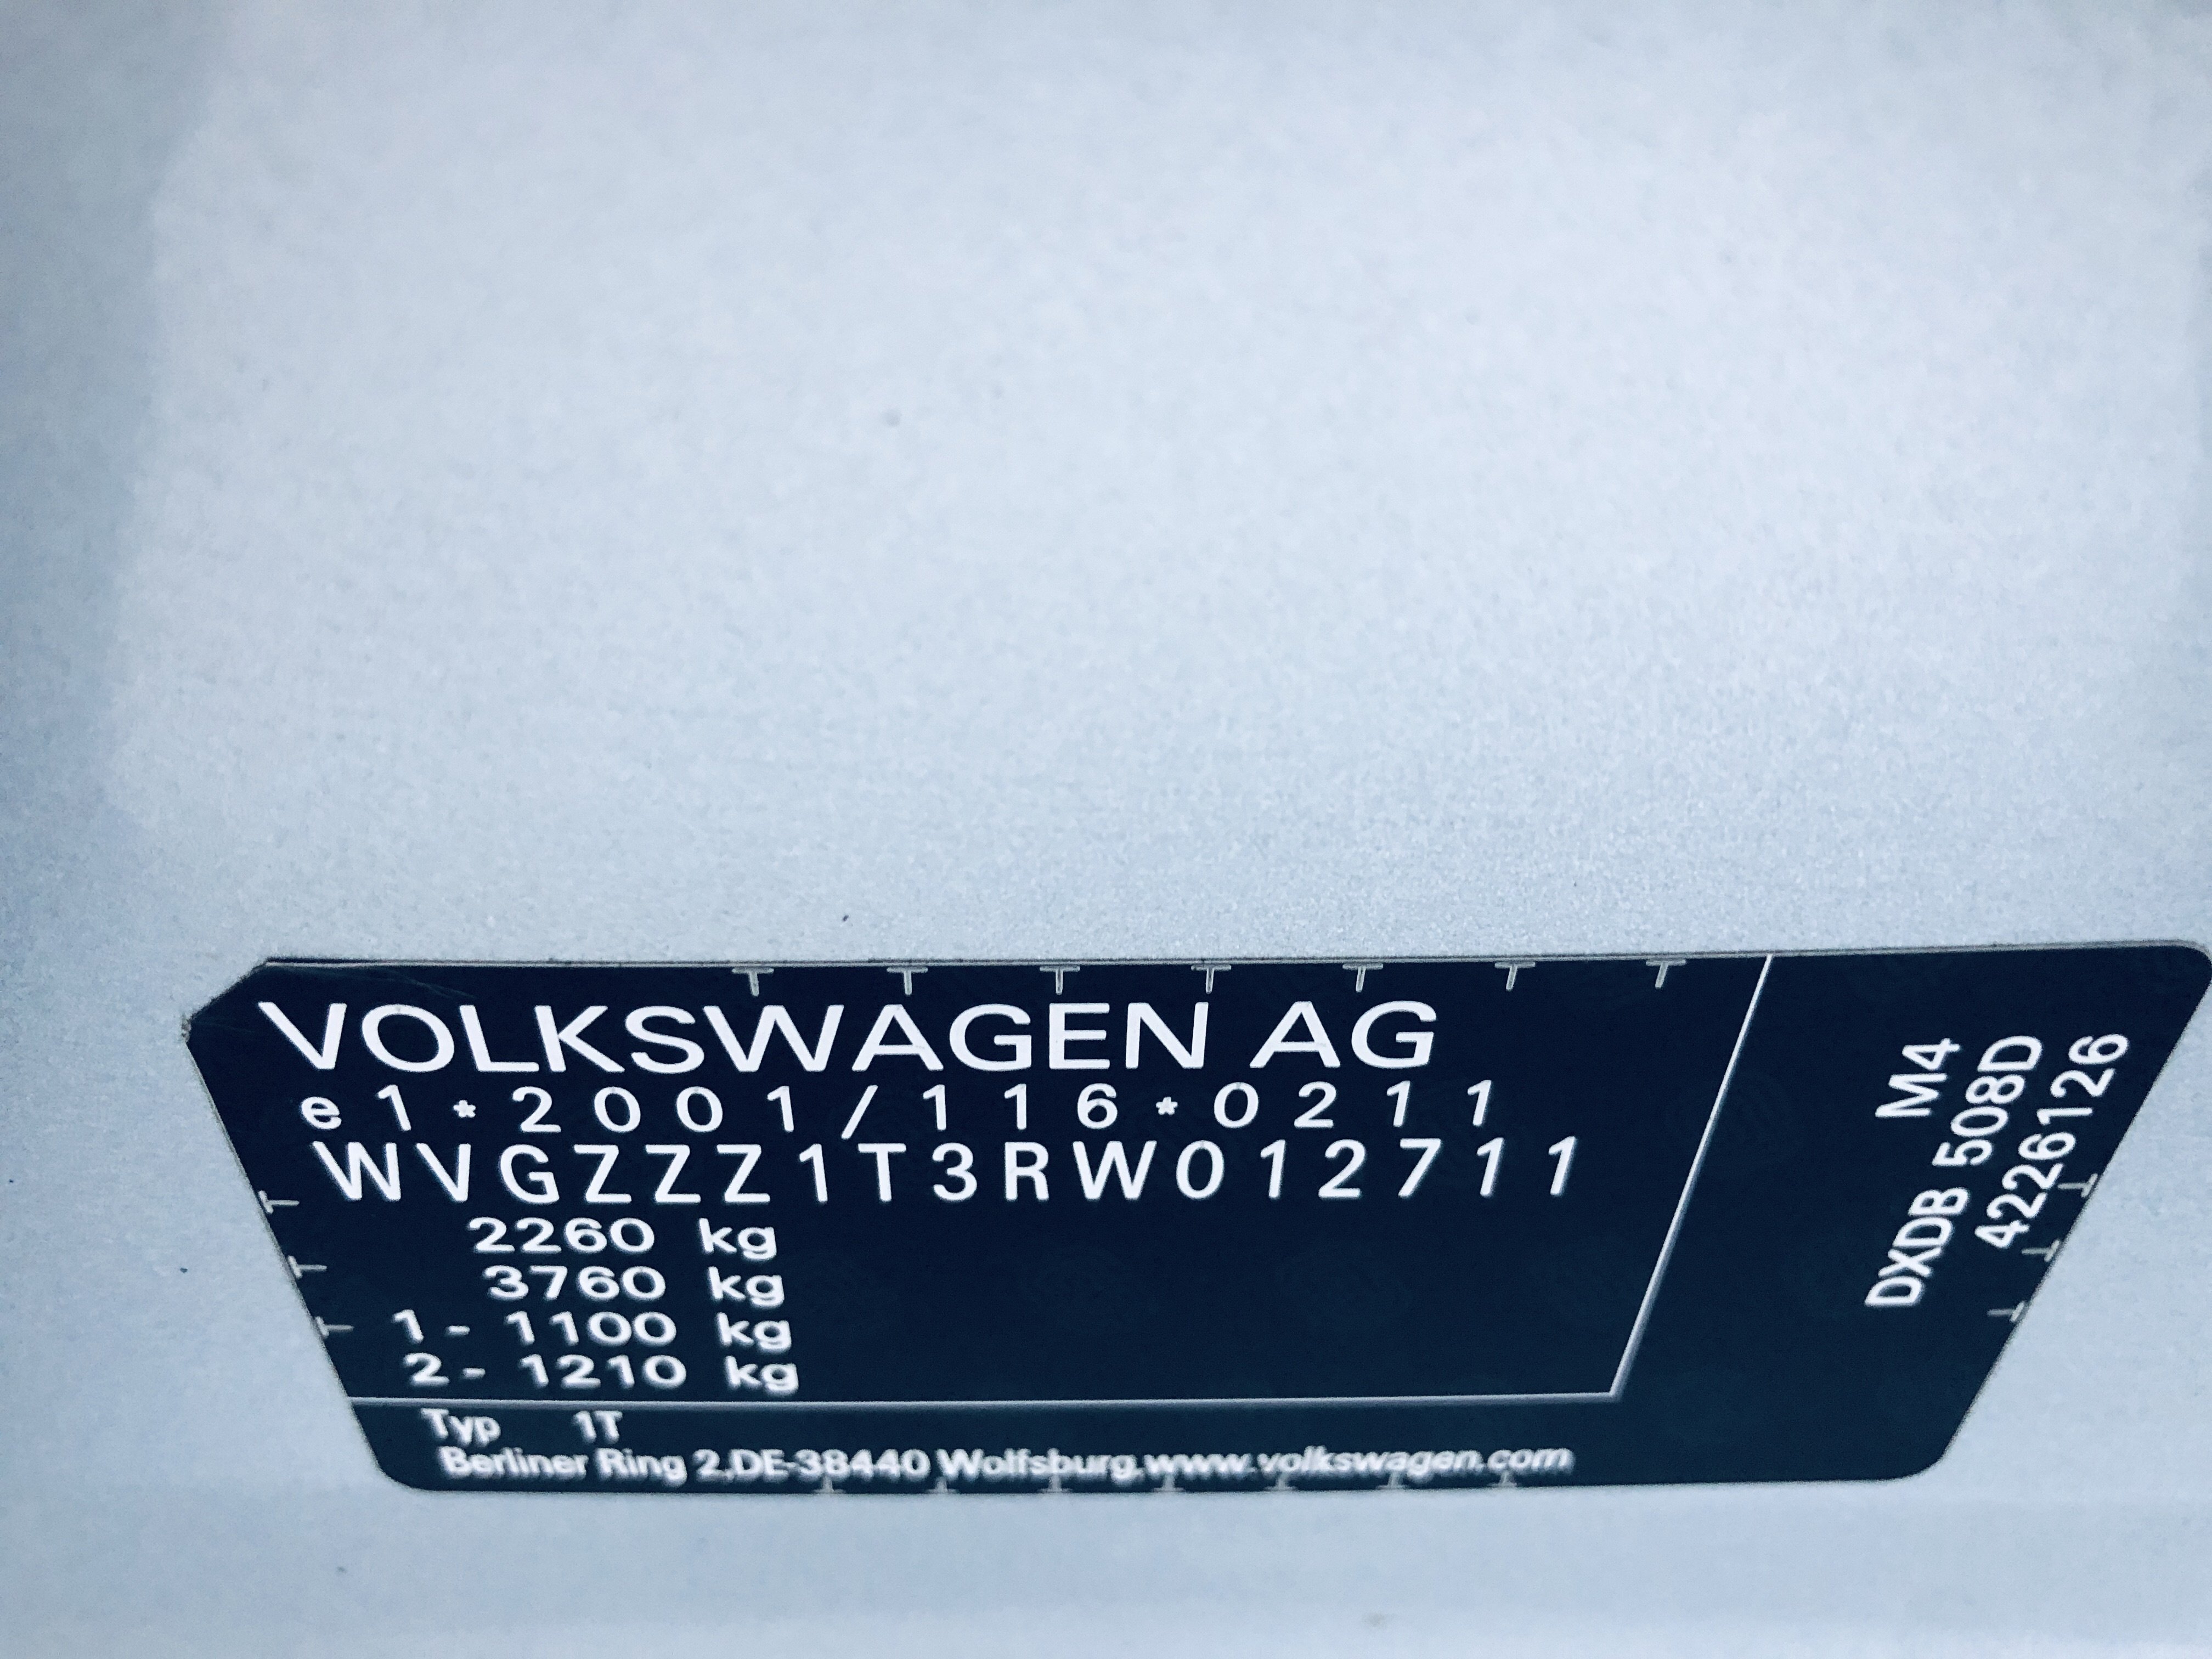 VOLKSWAGEN AG
e1*2001/116*0211
WVGZZZ1T3RW012711
2260 kg
3760 kg
1- 1100 kg
2- 1210 kg
Typ 1T
Berliner Ring 2,DE-38440 Wolfsburg,www.volkswagen.com
M4
DXDB 508D
4226126